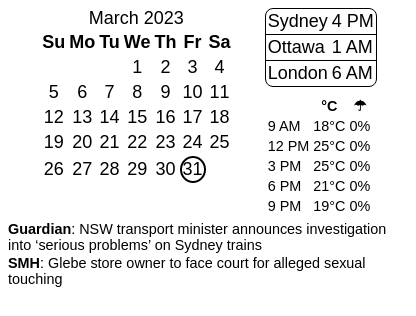 March 2023
Su Mo Tu We Th Fr Sa
1 2 3 4
5 6 7 8 9 10 11
12 13 14 15 16 17 18
19 20 21 22 23 24 25
26 27 28 29 30 31
Sydney 4 PM
Ottawa 1 AM
London 6 AM
°C ☂
9 AM 18°C 0%
12 PM 25°C 0%
3 PM 25°C 0%
6 PM 21°C 0%
9 PM 19°C 0%
Guardian: NSW transport minister announces investigation
into ‘serious problems’ on Sydney trains
SMH: Glebe store owner to face court for alleged sexual
touching